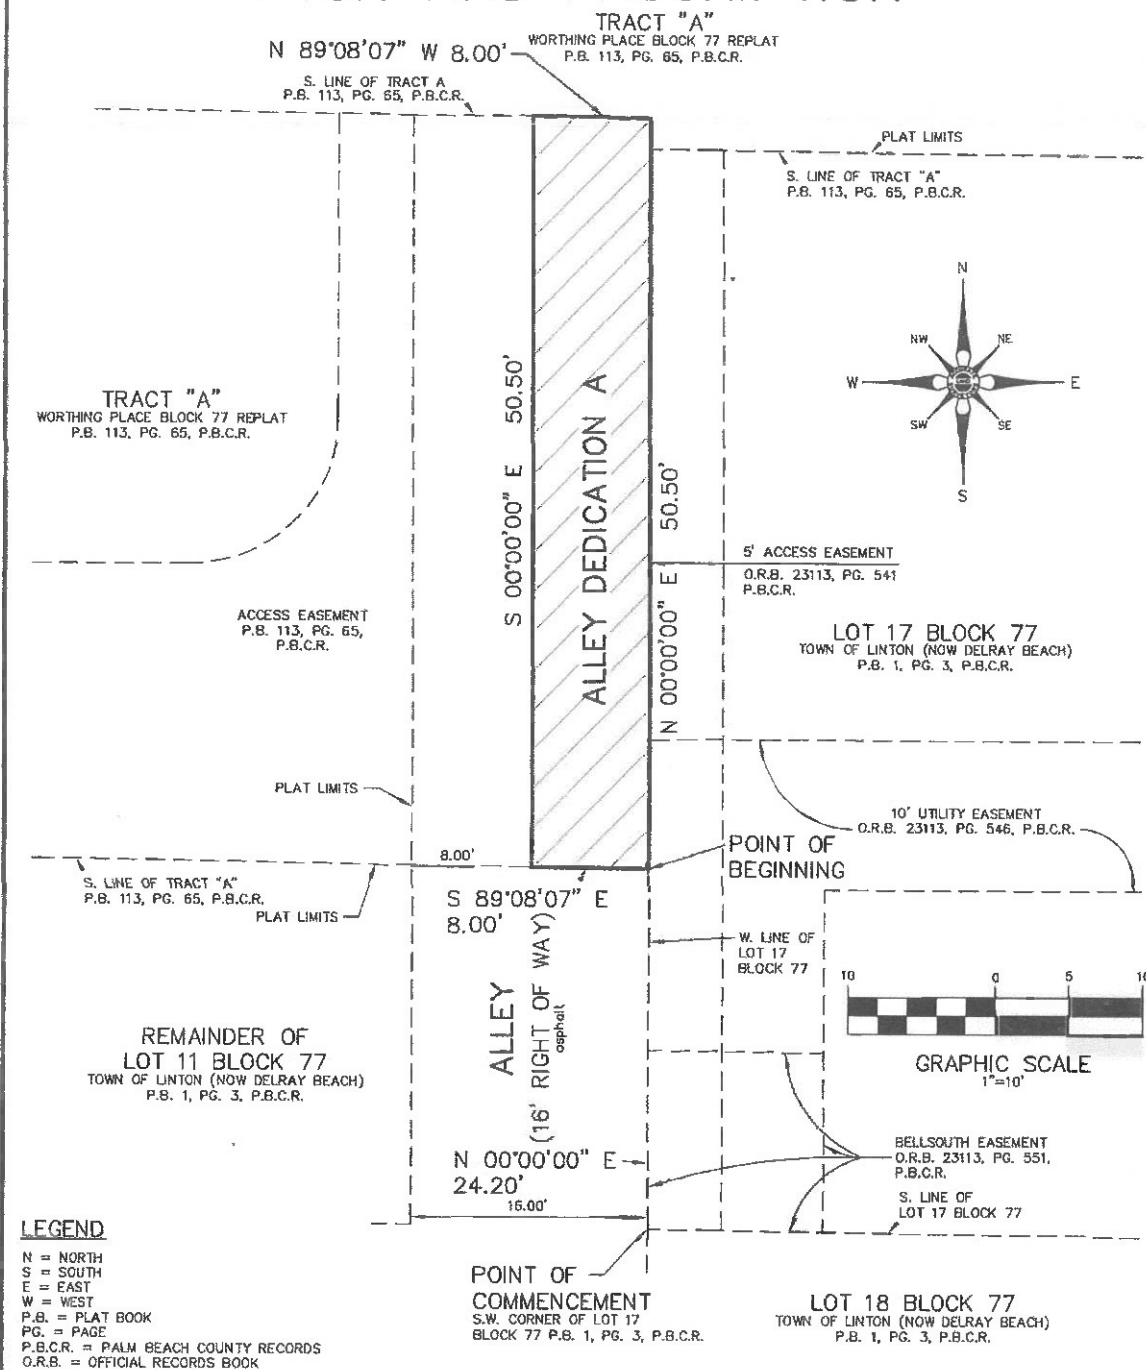 TRACT "A"
WORTHING PLACE BLOCK 77 REPLAT
P.B. 113, PG. 65, P.B.C.R.
N 89°08'07" W 8.00'
S. LINE OF TRACT A
P.B. 113, PG. 65, P.B.C.R.
PLAT LIMITS
S. LINE OF TRACT "A"
P.B. 113, PG. 65, P.B.C.R.
N
NW
NE
W
E
SW
SE
S
TRACT "A"
WORTHING PLACE BLOCK 77 REPLAT
P.B. 113, PG. 65, P.B.C.R.
S 00°00'00" E 50.50'
ALLEY DEDICATION A
N 00°00'00" E 50.50'
5' ACCESS EASEMENT
O.R.B. 23113, PG. 541
P.B.C.R.
ACCESS EASEMENT
P.B. 113, PG. 65,
P.B.C.R.
LOT 17 BLOCK 77
TOWN OF LINTON (NOW DELRAY BEACH)
P.B. 1, PG. 3, P.B.C.R.
PLAT LIMITS
10' UTILITY EASEMENT
O.R.B. 23113, PG. 546, P.B.C.R.
8.00'
POINT OF
BEGINNING
S. LINE OF TRACT "A"
P.B. 113, PG. 65, P.B.C.R.
PLAT LIMITS
S 89°08'07" E
8.00'
W. LINE OF
LOT 17
BLOCK 77
ALLEY
(16' RIGHT OF WAY)
asphalt
10
0
5
10
GRAPHIC SCALE
1"=10'
REMAINDER OF
LOT 11 BLOCK 77
TOWN OF LINTON (NOW DELRAY BEACH)
P.B. 1, PG. 3, P.B.C.R.
BELLSOUTH EASEMENT
O.R.B. 23113, PG. 551,
P.B.C.R.
N 00°00'00" E
24.20'
16.00'
S. LINE OF
LOT 17 BLOCK 77
LEGEND
N = NORTH
S = SOUTH
E = EAST
W = WEST
P.B. = PLAT BOOK
PG. = PAGE
P.B.C.R. = PALM BEACH COUNTY RECORDS
O.R.B. = OFFICIAL RECORDS BOOK
POINT OF
COMMENCEMENT
S.W. CORNER OF LOT 17
BLOCK 77 P.B. 1, PG. 3, P.B.C.R.
LOT 18 BLOCK 77
TOWN OF LINTON (NOW DELRAY BEACH)
P.B. 1, PG. 3, P.B.C.R.